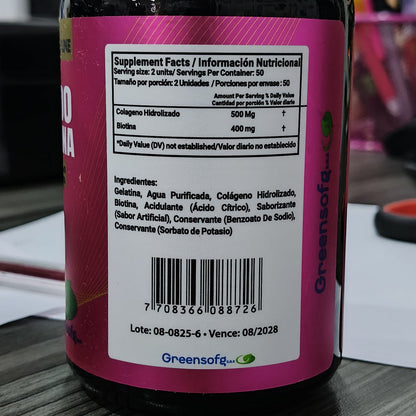 Supplement Facts / Información Nutricional
Serving size: 2 units/ Servings Per Container: 50
Tamaño por porción: 2 Unidades / Porciones por envase : 50
Amount Per Serving % Daily Value
Cantidad por porción % Valor diario
Colageno Hidrolizado 500 Mg †
Biotina 400 mg †
*Daily Value (DV) not established/Valor diario no establecido
Ingredientes:
Gelatina, Agua Purificada, Colágeno Hidrolizado,
Biotina, Acidulante (Ácido Cítrico), Saborizante
(Sabor Artificial), Conservante (Benzoato De Sodio),
Conservante (Sorbato de Potasio)
7 708366 088726
Lote: 08-0825-6 • Vence: 08/2028
Greensofg S.A.S
Greensofg S.A.S